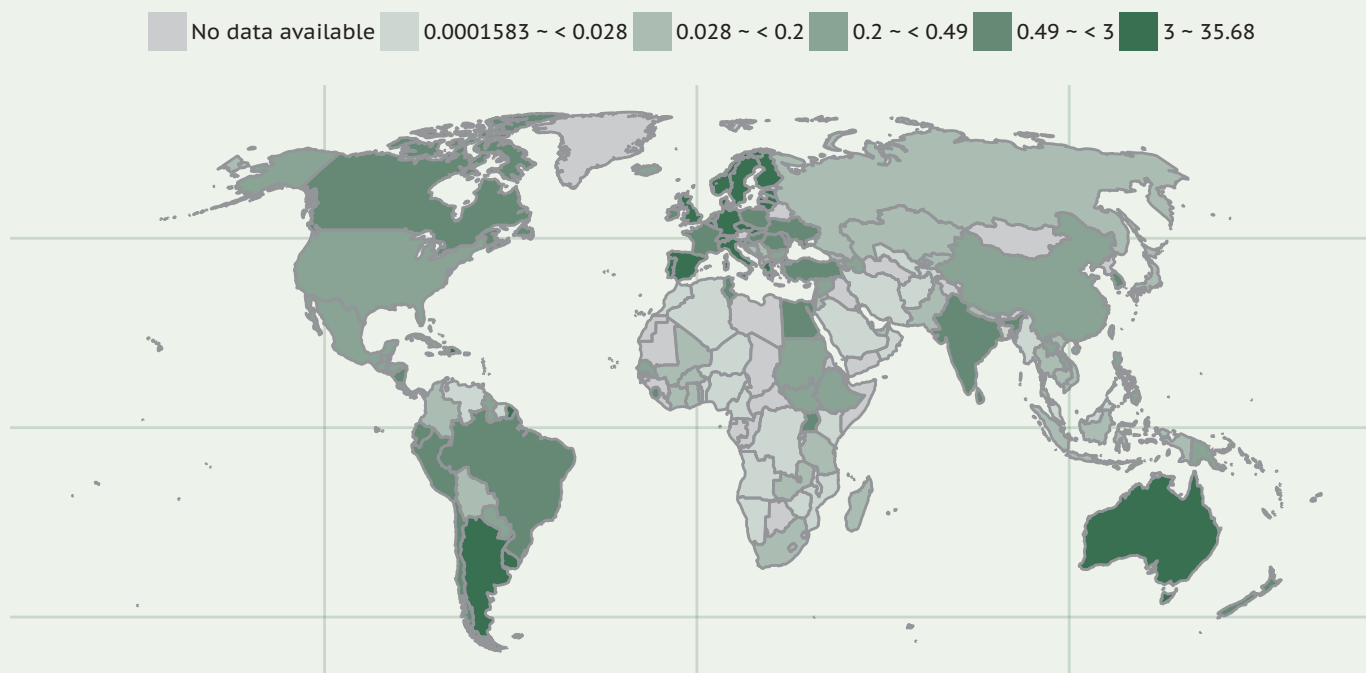 No data available 0.0001583 ~ < 0.028 0.028 ~ < 0.2 0.2 ~ < 0.49 0.49 ~ < 3 3 ~ 35.68